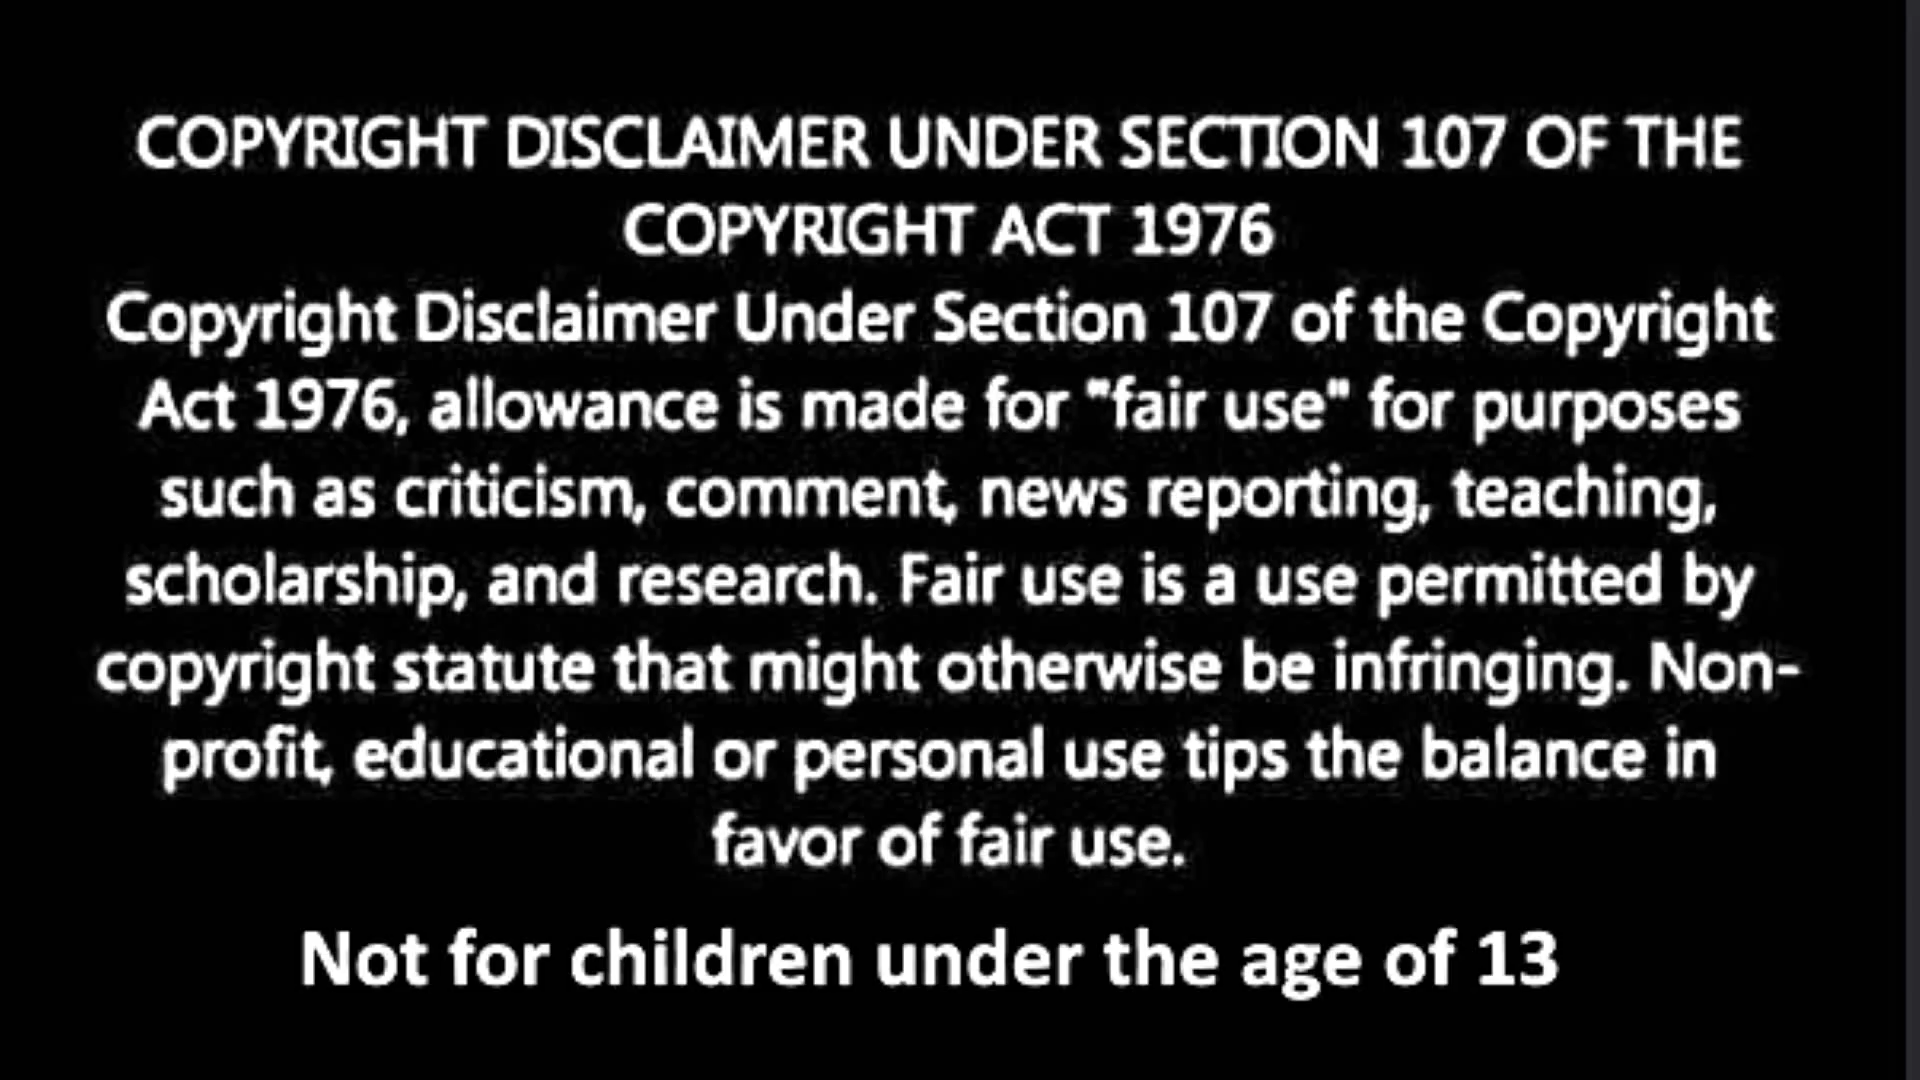 COPYRIGHT DISCLAIMER UNDER SECTION 107 OF THE
COPYRIGHT ACT 1976
Copyright Disclaimer Under Section 107 of the Copyright
Act 1976, allowance is made for "fair use" for purposes
such as criticism, comment, news reporting, teaching,
scholarship, and research. Fair use is a use permitted by
copyright statute that might otherwise be infringing. Non-
profit, educational or personal use tips the balance in
favor of fair use.
Not for children under the age of 13